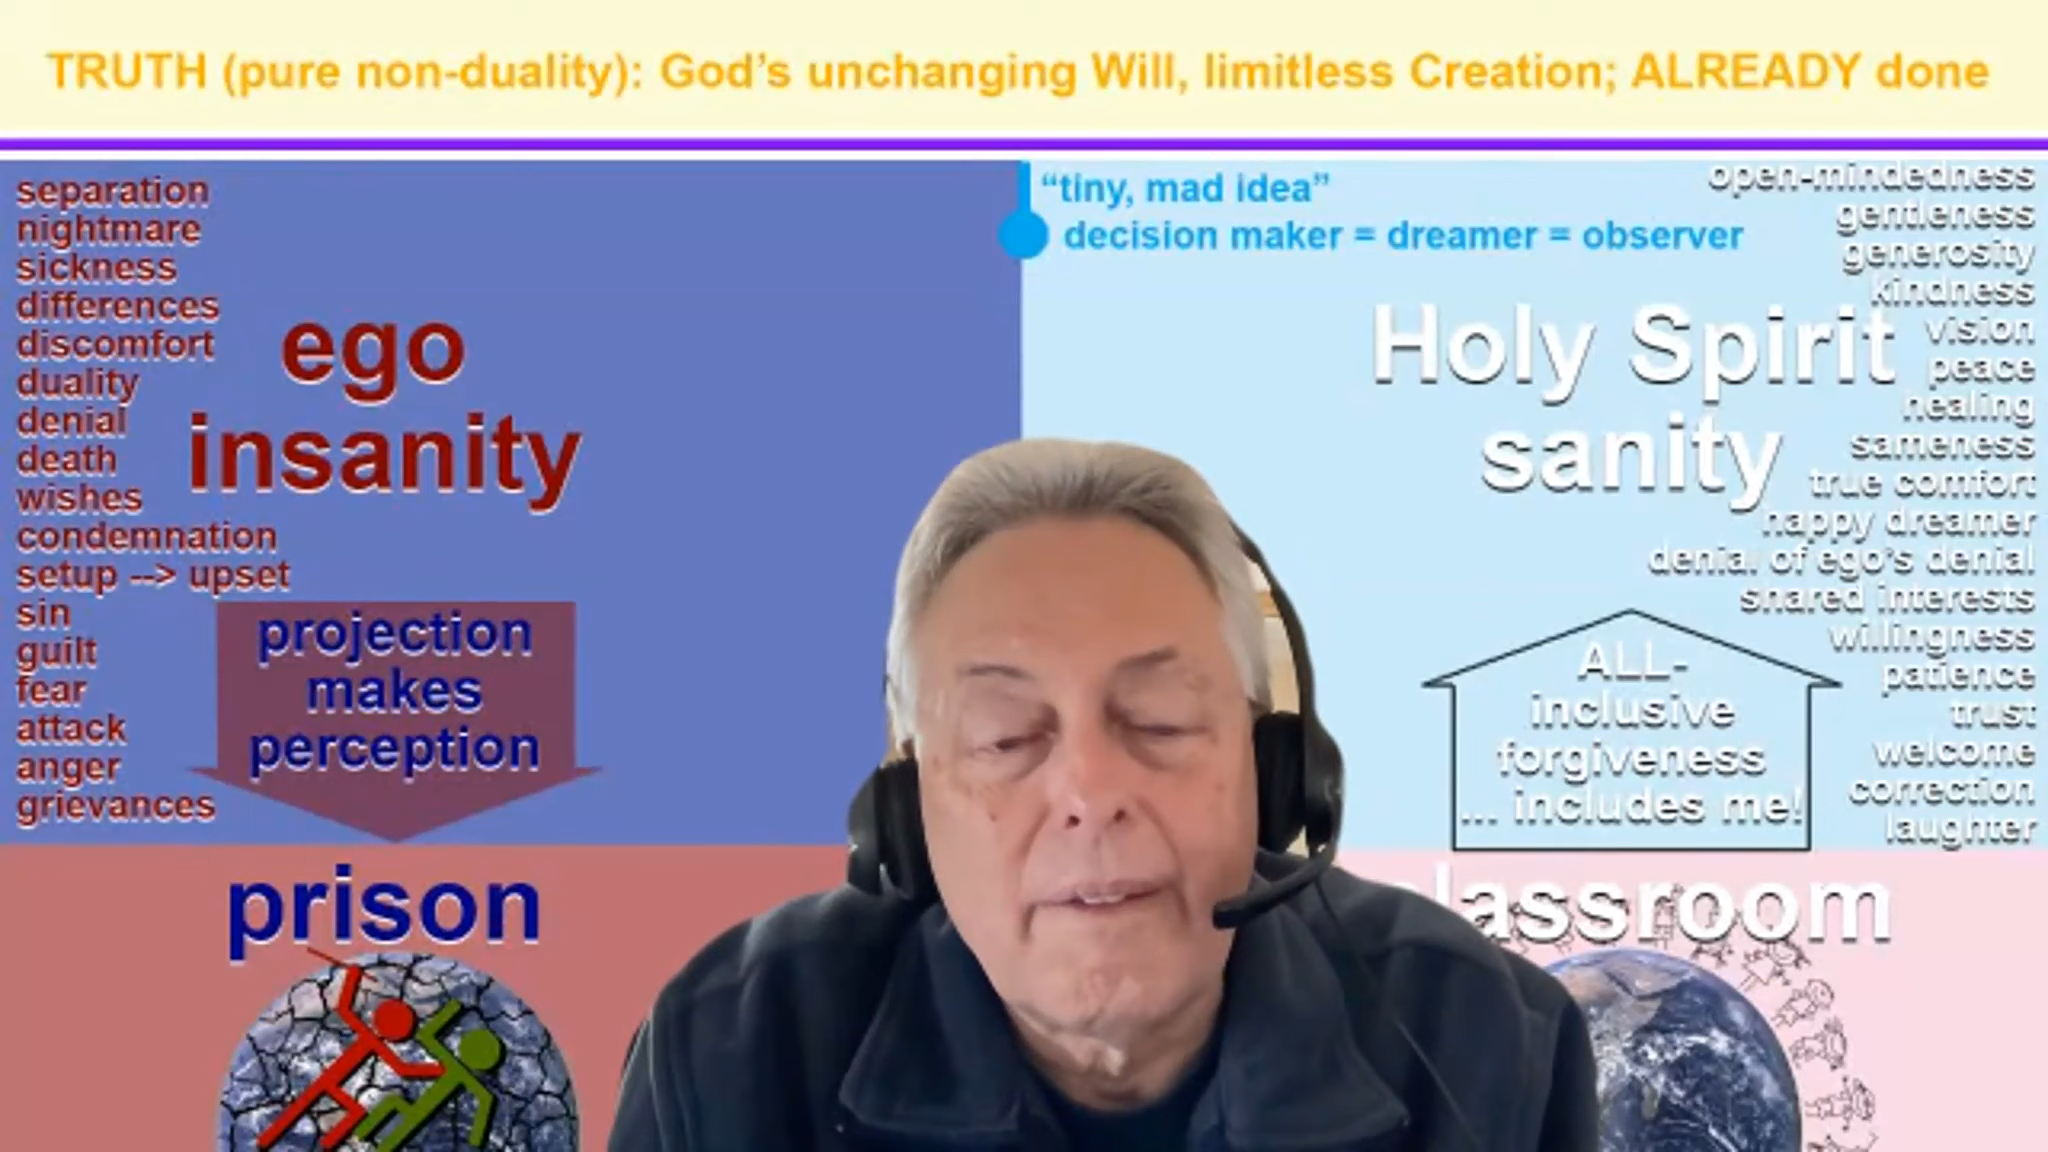 TRUTH (pure non-duality): God's unchanging Will, limitless Creation; ALREADY done
"tiny, mad idea"
decision maker = dreamer = observer
separation
nightmare
sickness
differences
discomfort
duality
denial
death
wishes
condemnation
setup --> upset
sin
guilt
fear
attack
anger
grievances
ego
insanity
projection
makes
perception
prison
Holy Spirit
sanity
open-mindedness
gentleness
generosity
kindness
vision
peace
healing
sameness
true comfort
happy dreamer
denial of ego's denial
shared interests
willingness
patience
trust
welcome
correction
laughter
ALL-
inclusive
forgiveness
... includes me!
lassroom